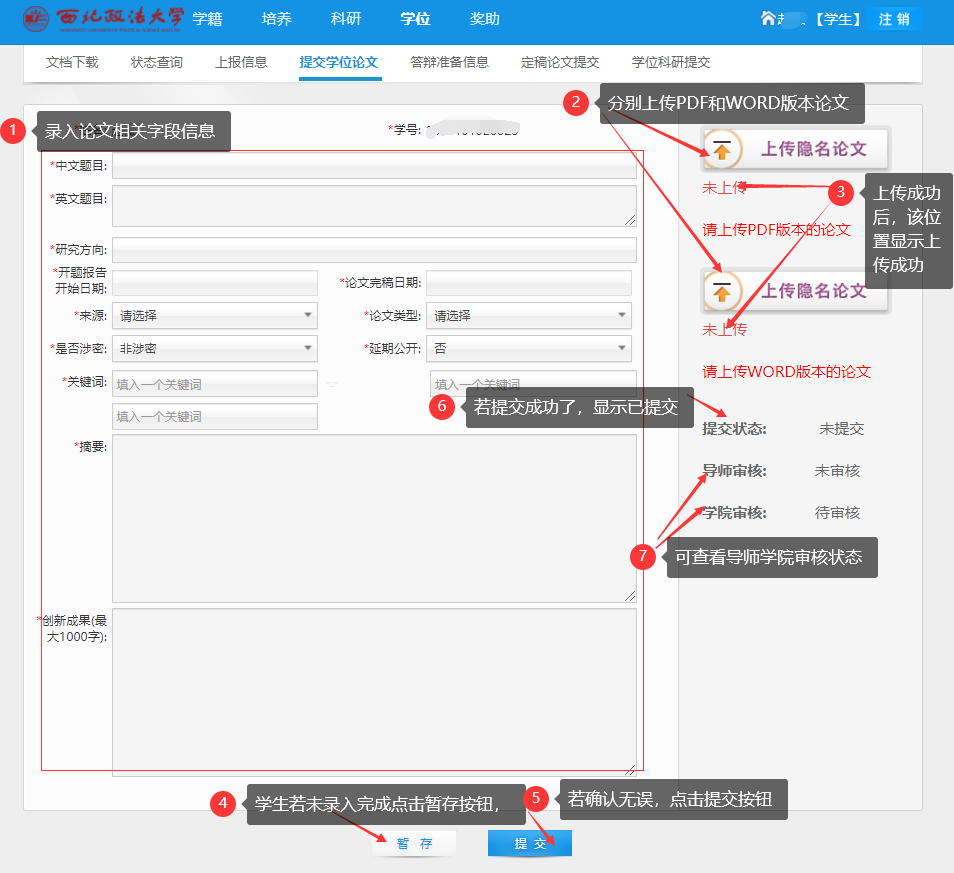 西北政法大学 学籍 培养 科研 学位 奖助 【学生】 注 销
文档下载 状态查询 上报信息 提交学位论文 答辩准备信息 定稿论文提交 学位科研提交
1 录入论文相关字段信息
*学号:
2 分别上传PDF和WORD版本论文
上传隐名论文
*中文题目:
未上传
3 上传成功
后，该位
置显示上
传成功
*英文题目:
请上传PDF版本的论文
*研究方向:
*开题报告
开始日期:
*论文完稿日期:
上传隐名论文
*来源: 请选择
*论文类型: 请选择
未上传
*是否涉密: 非涉密
*延期公开: 否
请上传WORD版本的论文
*关键词: 填入一个关键词
填入一个关键词
填入一个关键词
6 若提交成功了，显示已提交
提交状态: 未提交
*摘要:
导师审核: 未审核
学院审核: 待审核
7 可查看导师学院审核状态
*创新成果(最
大1000字):
4 学生若未录入完成点击暂存按钮，
5 若确认无误，点击提交按钮
暂 存
提 交